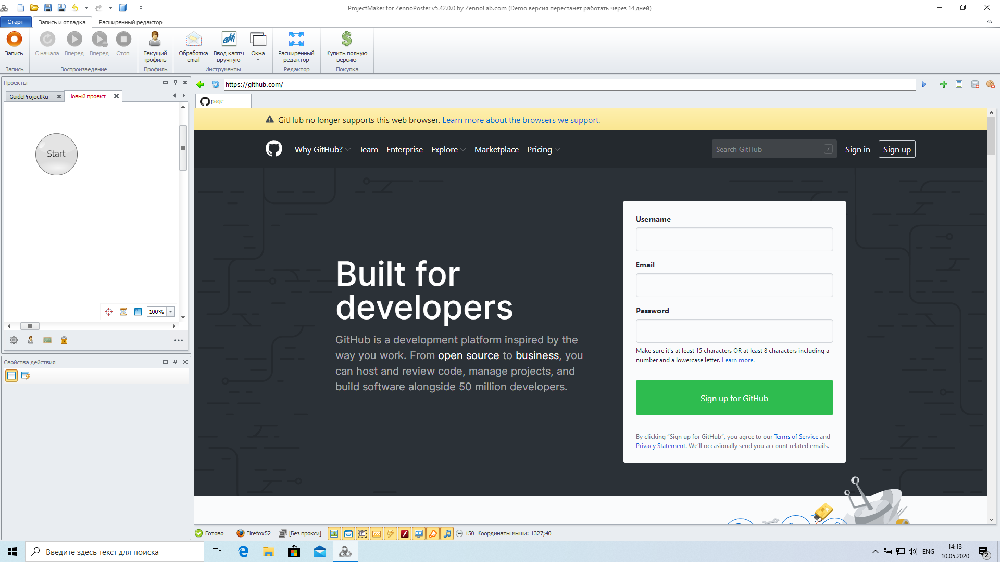 ProjectMaker for ZennoPoster v5.42.0.0 by ZennoLab.com (Demo версия перестанет работать через 14 дней)
Старт
Запись и отладка
Расширенный редактор
Запись
С начала
Вперед
Вперед
Стоп
Текущий
профиль
Обработка
email
Ввод каптч
вручную
Окна
Расширенный
редактор
Купить полную
версию
Запись
Воспроизведение
Профиль
Инструменты
Редактор
Покупка
Проекты
GuideProjectRu
Новый проект
Start
100%
Свойства действия
https://github.com/
page
GitHub no longer supports this web browser. Learn more about the browsers we support.
Why GitHub?
Team
Enterprise
Explore
Marketplace
Pricing
Search GitHub
/
Sign in
Sign up
Built for
developers
GitHub is a development platform inspired by the
way you work. From open source to business, you
can host and review code, manage projects, and
build software alongside 50 million developers.
Username
Email
Password
Make sure it's at least 15 characters OR at least 8 characters including a
number and a lowercase letter. Learn more.
Sign up for GitHub
By clicking “Sign up for GitHub”, you agree to our Terms of Service and
Privacy Statement. We’ll occasionally send you account related emails.
Готово
Firefox52
[Без прокси]
F
CSS
150
Координаты мыши: 1327;40
Введите здесь текст для поиска
ENG
14:13
10.05.2020
2